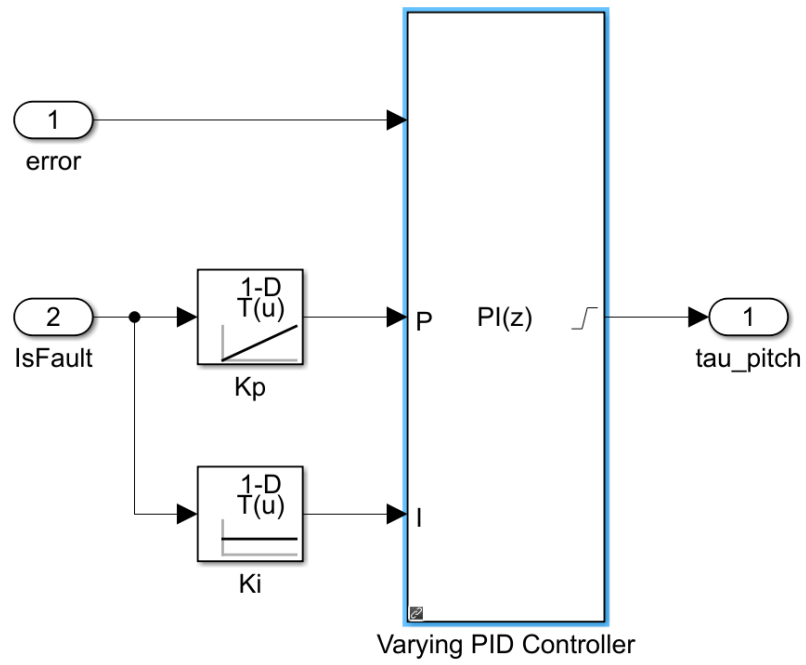 1
error
2
IsFault
1-D
T(u)
Kp
1-D
T(u)
Ki
P
PI(z)
I
Varying PID Controller
1
tau_pitch